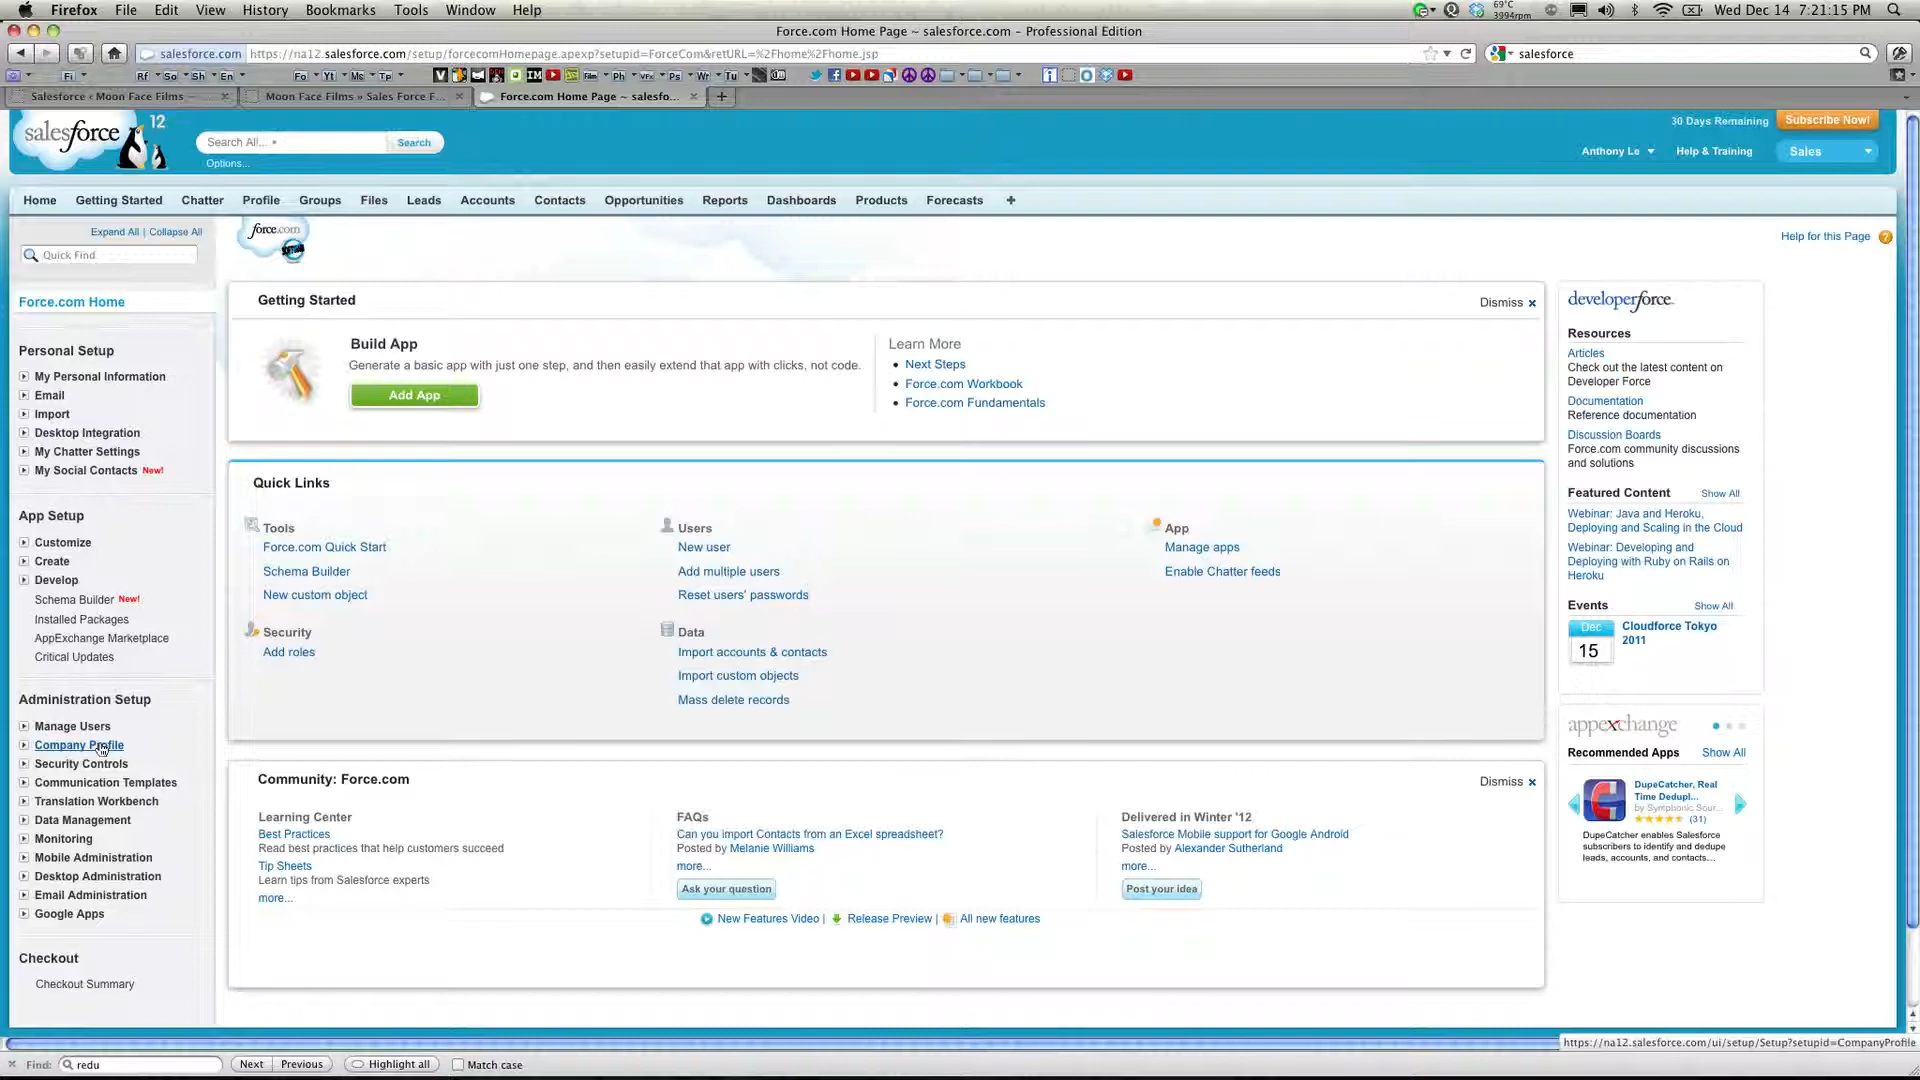 Firefox File Edit View History Bookmarks Tools Window Help
69°C
3994rpm
Wed Dec 14 7:21:15 PM
Force.com Home Page ~ salesforce.com - Professional Edition
salesforce.com https://na12.salesforce.com/setup/forcecomHomepage.apexp?setupid=ForceCom&retURL=%2Fhome%2Fhome.jsp
salesforce
Fi Rf So Sh En Fo Yt Ms Tp Film Ph VFX Ps Wr Tu
Salesforce ‹ Moon Face Films ~
Moon Face Films » Sales Force F...
Force.com Home Page ~ salesfo...
salesforce 12
Search All...
Search
Options...
30 Days Remaining
Subscribe Now!
Anthony Le
Help & Training
Sales
Home Getting Started Chatter Profile Groups Files Leads Accounts Contacts Opportunities Reports Dashboards Products Forecasts +
Expand All | Collapse All
Quick Find
force.com
Help for this Page
Force.com Home
Personal Setup
My Personal Information
Email
Import
Desktop Integration
My Chatter Settings
My Social Contacts New!
App Setup
Customize
Create
Develop
Schema Builder New!
Installed Packages
AppExchange Marketplace
Critical Updates
Administration Setup
Manage Users
Company Profile
Security Controls
Communication Templates
Translation Workbench
Data Management
Monitoring
Mobile Administration
Desktop Administration
Email Administration
Google Apps
Checkout
Checkout Summary
Getting Started
Dismiss
Build App
Generate a basic app with just one step, and then easily extend that app with clicks, not code.
Add App
Learn More
Next Steps
Force.com Workbook
Force.com Fundamentals
Quick Links
Tools
Force.com Quick Start
Schema Builder
New custom object
Users
New user
Add multiple users
Reset users' passwords
App
Manage apps
Enable Chatter feeds
Security
Add roles
Data
Import accounts & contacts
Import custom objects
Mass delete records
Community: Force.com
Dismiss
Learning Center
Best Practices
Read best practices that help customers succeed
Tip Sheets
Learn tips from Salesforce experts
more...
FAQs
Can you import Contacts from an Excel spreadsheet?
Posted by Melanie Williams
more...
Ask your question
Delivered in Winter '12
Salesforce Mobile support for Google Android
Posted by Alexander Sutherland
more...
Post your idea
New Features Video | Release Preview | All new features
developerforce
Resources
Articles
Check out the latest content on
Developer Force
Documentation
Reference documentation
Discussion Boards
Force.com community discussions
and solutions
Featured Content Show All
Webinar: Java and Heroku,
Deploying and Scaling in the Cloud
Webinar: Developing and
Deploying with Ruby on Rails on
Heroku
Events Show All
Dec
15
Cloudforce Tokyo
2011
appexchange
Recommended Apps Show All
DupeCatcher, Real
Time Dedupl...
by Symphonic Sour...
(31)
DupeCatcher enables Salesforce
subscribers to identify and dedupe
leads, accounts, and contacts...
https://na12.salesforce.com/ui/setup/Setup?setupid=CompanyProfile
Find: redu Next Previous Highlight all Match case